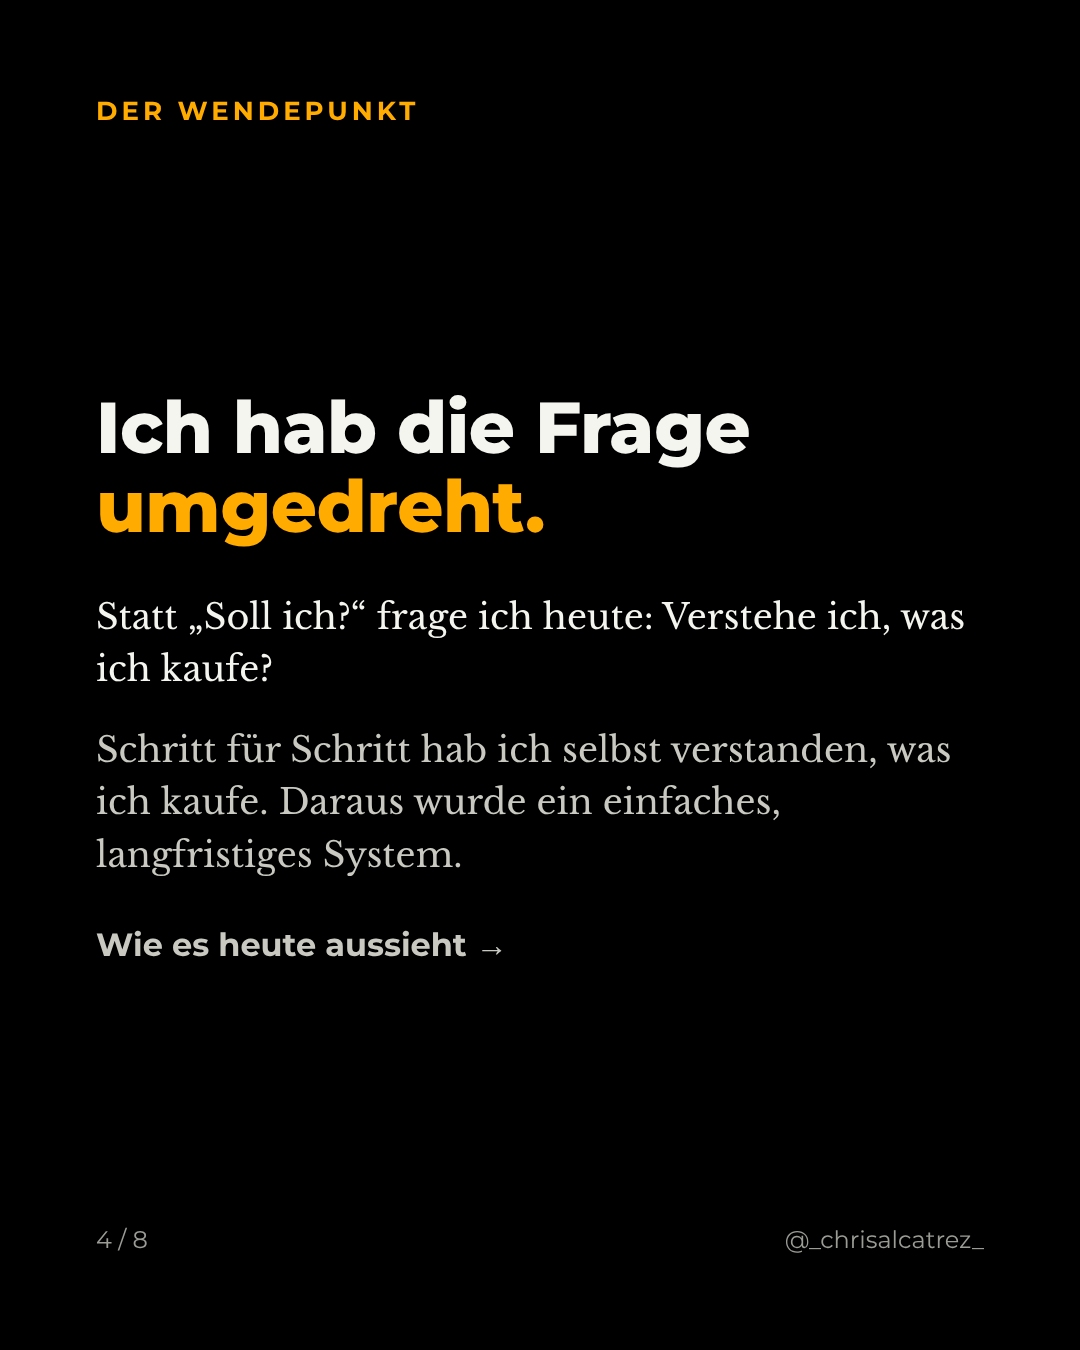 DER WENDEPUNKT
Ich hab die Frage
umgedreht.
Statt „Soll ich?“ frage ich heute: Verstehe ich, was
ich kaufe?
Schritt für Schritt hab ich selbst verstanden, was
ich kaufe. Daraus wurde ein einfaches,
langfristiges System.
Wie es heute aussieht →
4 / 8
@_chrisalcatrez_